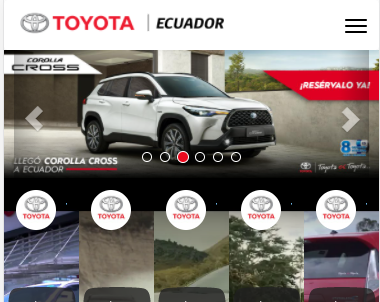 TOYOTA | ECUADOR
COROLLA
CROSS
¡RESÉRVALO YA!
LLEGÓ COROLLA CROSS
A ECUADOR
TOYOTA
TOYOTA
TOYOTA
TOYOTA
TOYOTA